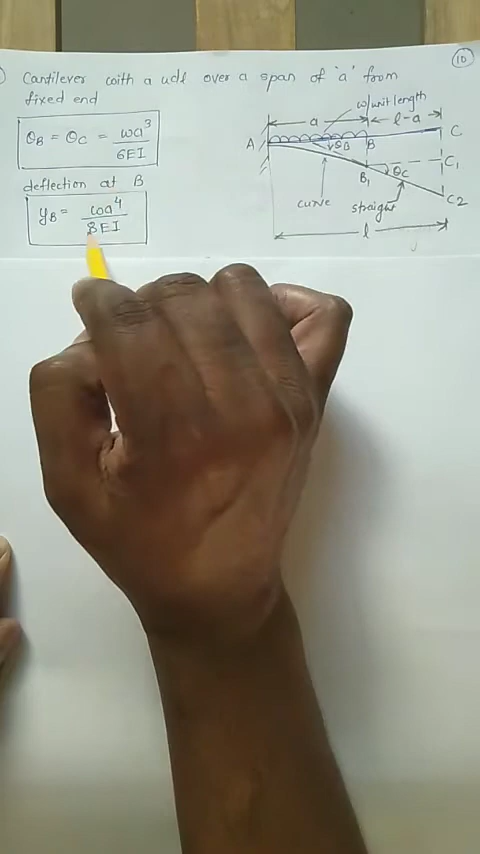 10
Cantilever with a udl over a span of 'a' from
fixed end
θB = θC = wa³
6EI
deflection at B
yB = wa⁴
8EI
w/unit length
a
l-a
A
θB
B
C
B1
θC
C1
C2
curve
straight
l